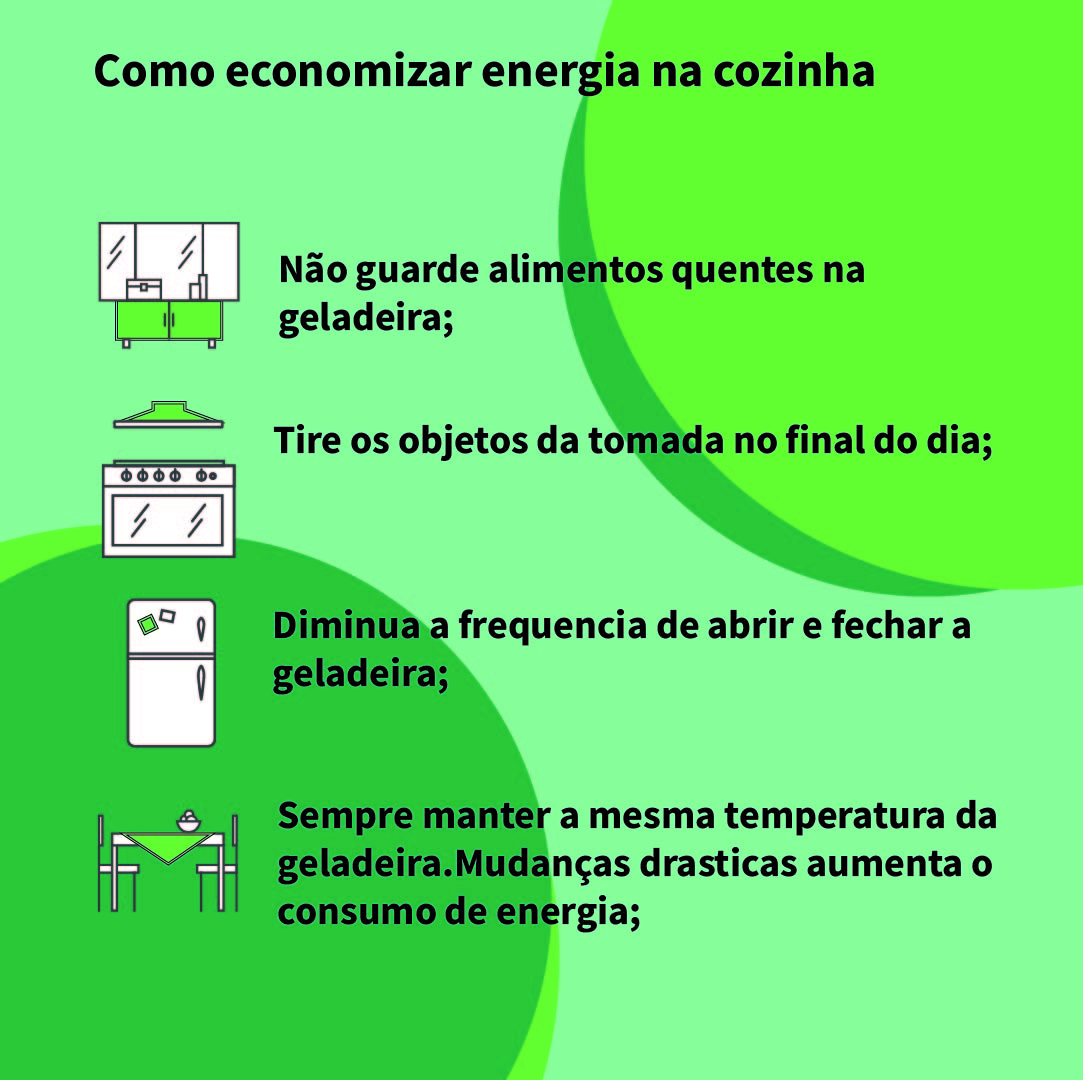 Como economizar energia na cozinha
Não guarde alimentos quentes na
geladeira;
Tire os objetos da tomada no final do dia;
Diminua a frequencia de abrir e fechar a
geladeira;
Sempre manter a mesma temperatura da
geladeira.Mudanças drasticas aumenta o
consumo de energia;